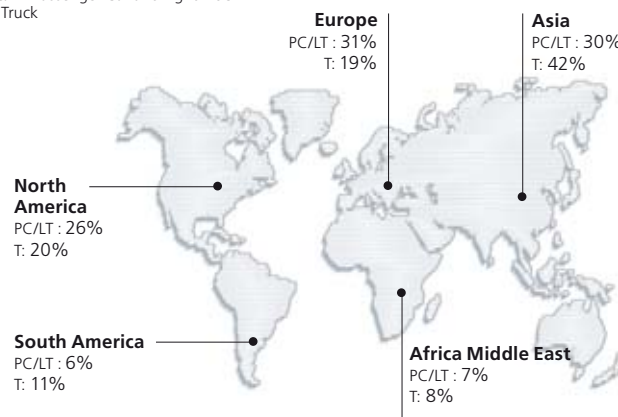 Truck
Europe
PC/LT : 31%
T: 19%
Asia
PC/LT : 30%
T: 42%
North
America
PC/LT : 26%
T: 20%
South America
PC/LT : 6%
T: 11%
Africa Middle East
PC/LT : 7%
T: 8%